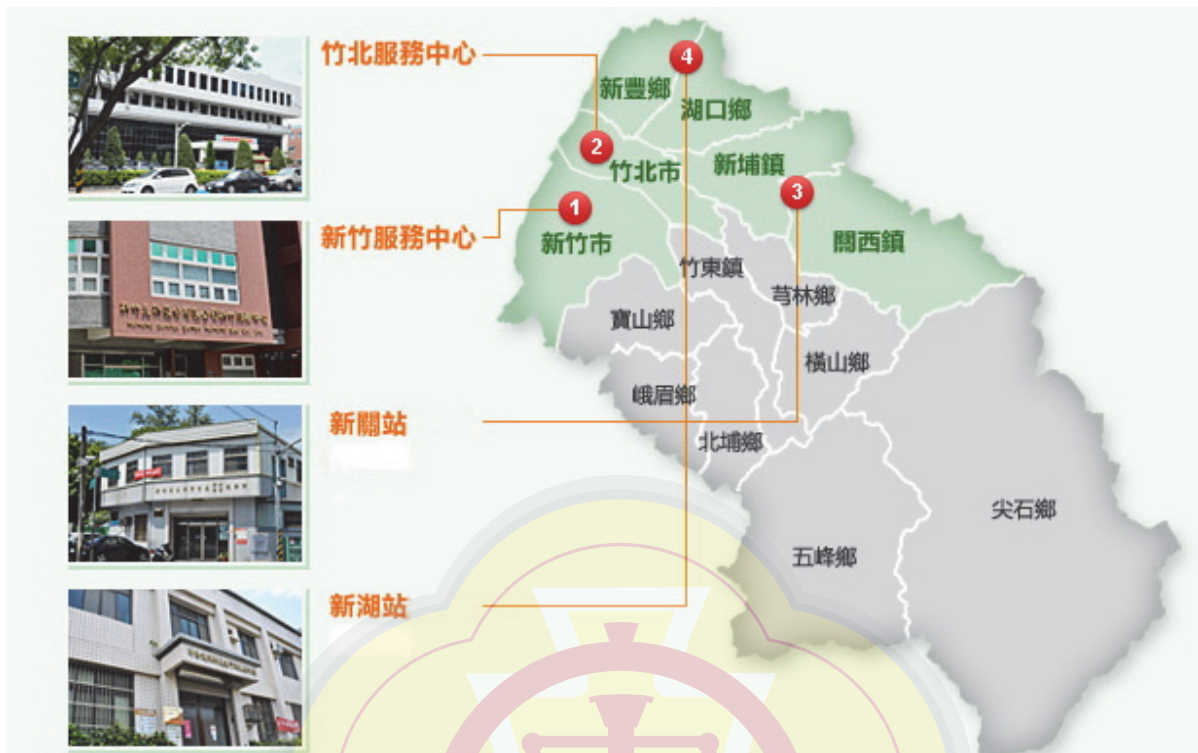 竹北服務中心
新竹服務中心
新關站
新湖站
4
新豐鄉
湖口鄉
2
竹北市
新埔鎮
3
1
新竹市
關西鎮
竹東鎮
芎林鄉
寶山鄉
橫山鄉
峨眉鄉
北埔鄉
尖石鄉
五峰鄉